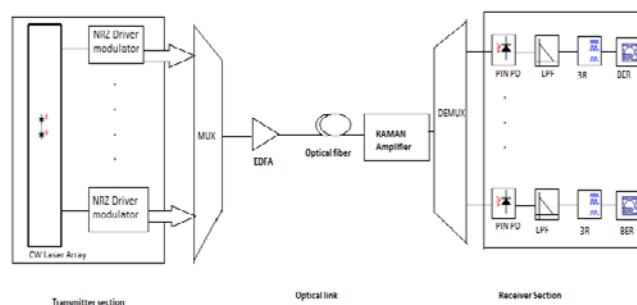 NRZ Driver
modulator
NRZ Driver
modulator
CW Laser Array
MUX
EDFA
Optical fiber
RAMAN
Amplifier
DEMUX
PIN PD
LPF
3R
BER
PIN PD
LPF
3R
BER
Transmitter section
Optical link
Receiver Section